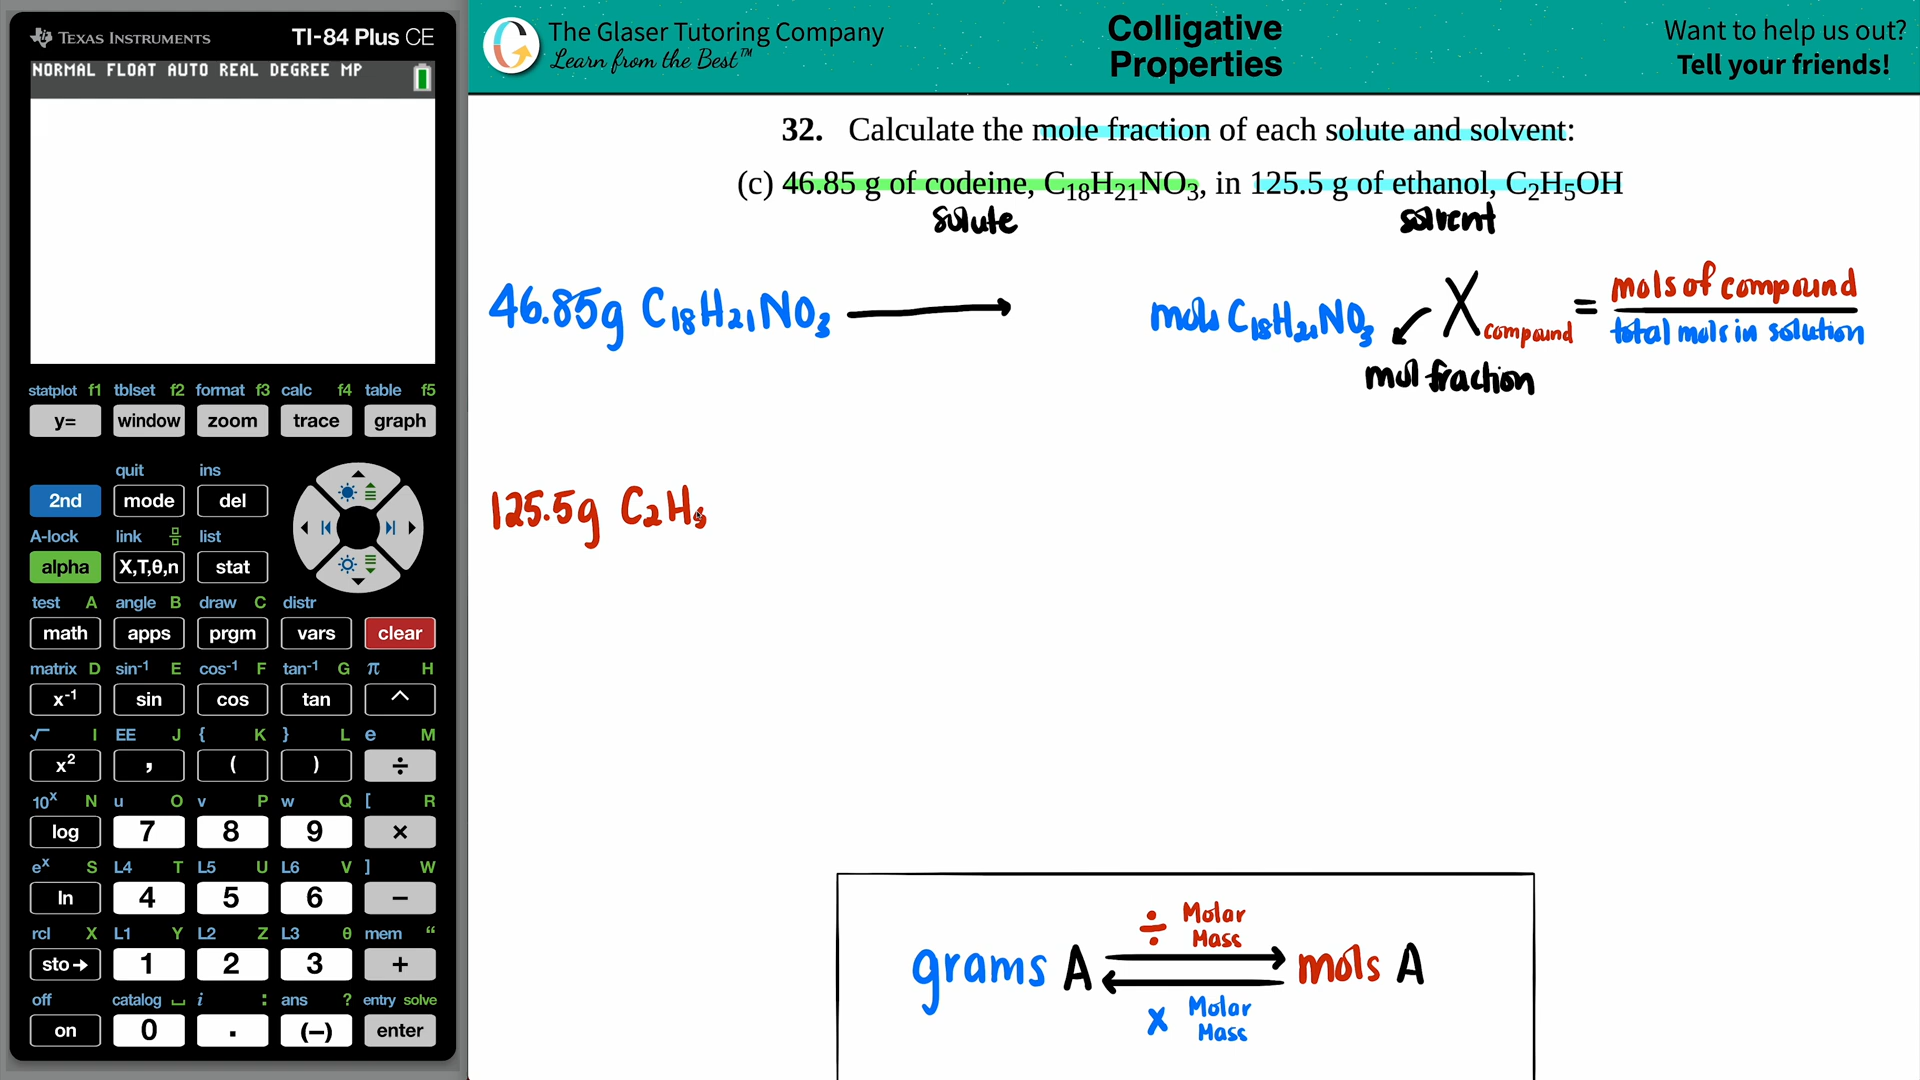 TEXAS INSTRUMENTS TI-84 Plus CE
NORMAL FLOAT AUTO REAL DEGREE MP
statplot f1 tblset f2 format f3 calc f4 table f5
y= window zoom trace graph
quit ins
2nd mode del
A-lock link list
alpha X,T,θ,n stat
test A angle B draw C distr
math apps prgm vars clear
matrix D sin⁻¹ E cos⁻¹ F tan⁻¹ G π H
x⁻¹ sin cos tan ^
√ I EE J { K } L e M
x² , ( ) ÷
10ˣ N u O v P w Q [ R
log 7 8 9 ×
eˣ S L4 T L5 U L6 V ] W
ln 4 5 6 −
rcl X L1 Y L2 Z L3 θ mem “
sto→ 1 2 3 +
off catalog ⎵ i : ans ? entry solve
on 0 . (−) enter
The Glaser Tutoring Company
Learn from the Best™
Colligative
Properties
Want to help us out?
Tell your friends!
32. Calculate the mole fraction of each solute and solvent:
(c) 46.85 g of codeine, C₁₈H₂₁NO₃, in 125.5 g of ethanol, C₂H₅OH
solute solvent
46.85g C₁₈H₂₁NO₃ → mols C₁₈H₂₁NO₃
X compound = mols of compound
total mols in solution
mol fraction
125.5g C₂H₅
÷ Molar
Mass
grams A mols A
x Molar
Mass